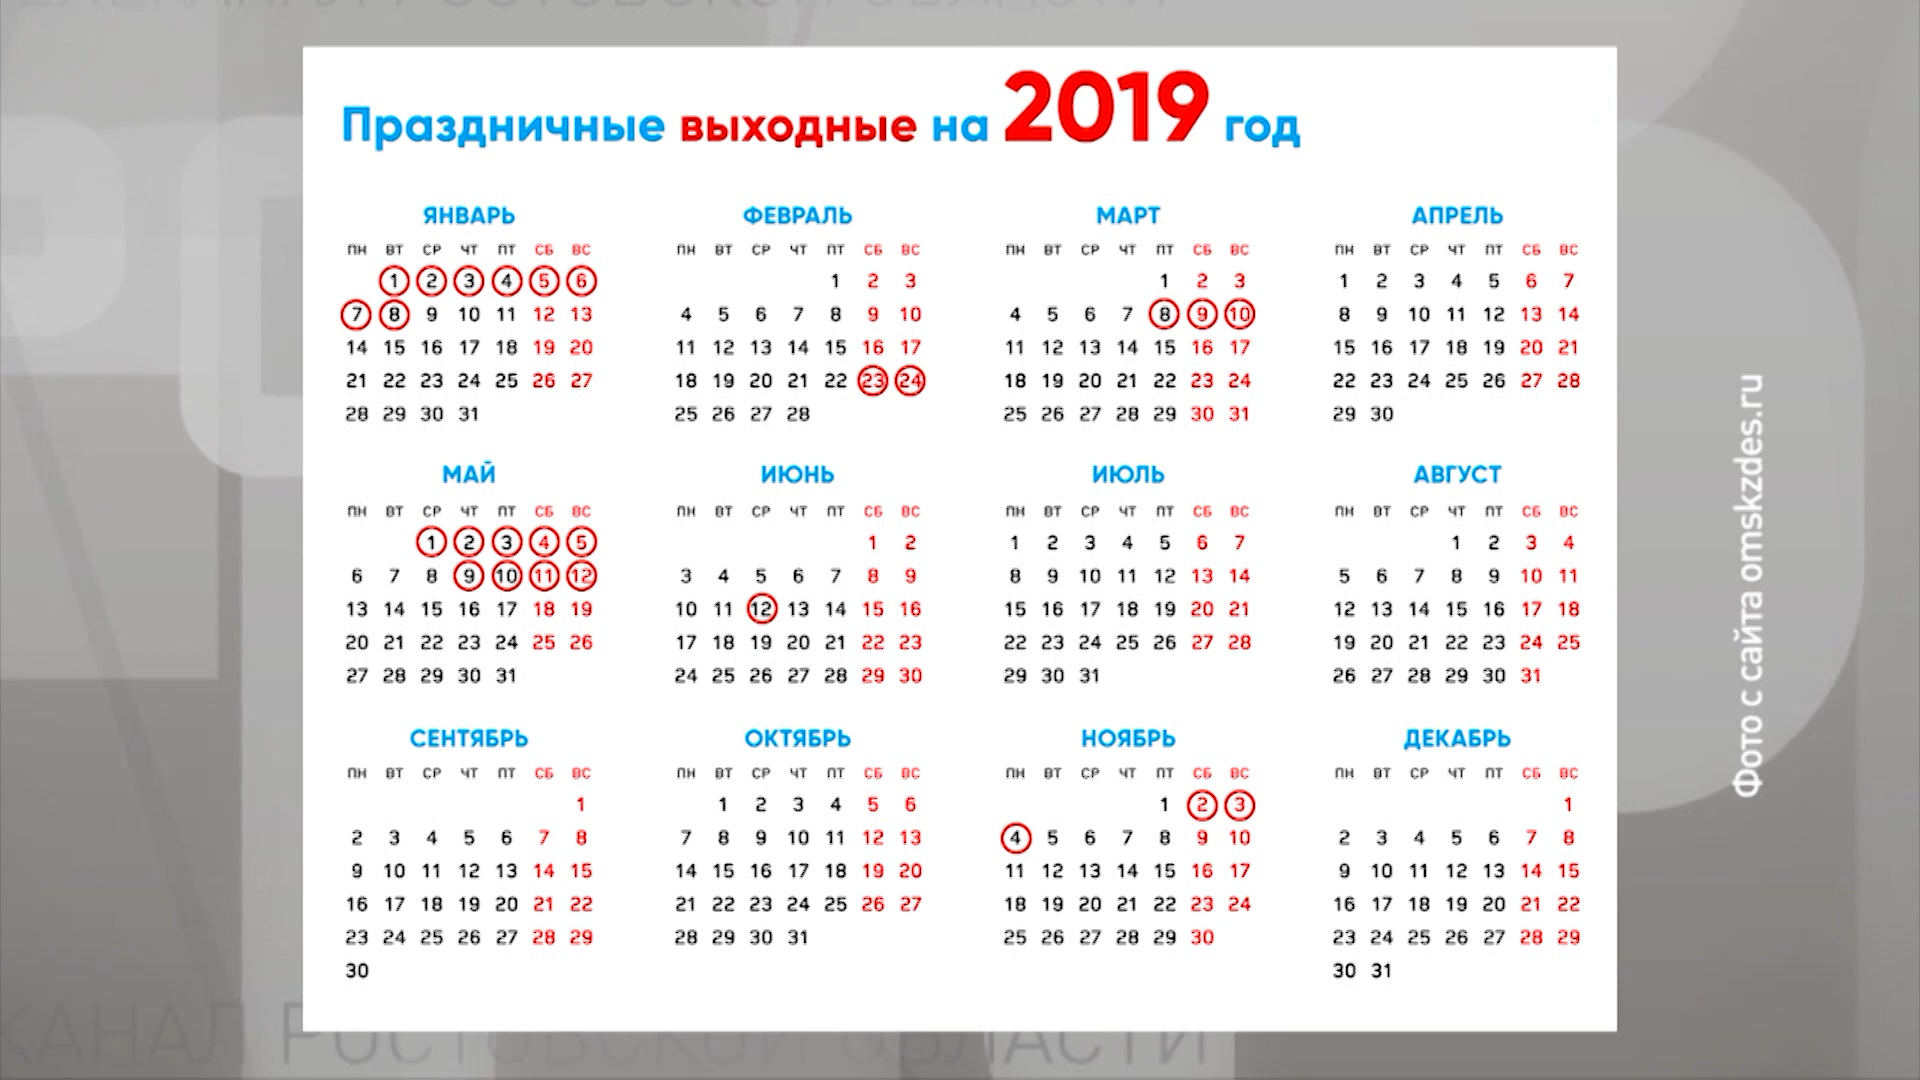 ТЕЛЕКАНАЛ РОСТОВСКОЙ ОБЛАСТИ
Праздничные выходные на 2019 год
ЯНВАРЬ ФЕВРАЛЬ МАРТ АПРЕЛЬ
ПН ВТ СР ЧТ ПТ СБ ВС ПН ВТ СР ЧТ ПТ СБ ВС ПН ВТ СР ЧТ ПТ СБ ВС ПН ВТ СР ЧТ ПТ СБ ВС
1 2 3 4 5 6 1 2 3 1 2 3 1 2 3 4 5 6 7
7 8 9 10 11 12 13 4 5 6 7 8 9 10 4 5 6 7 8 9 10 8 9 10 11 12 13 14
14 15 16 17 18 19 20 11 12 13 14 15 16 17 11 12 13 14 15 16 17 15 16 17 18 19 20 21
21 22 23 24 25 26 27 18 19 20 21 22 23 24 18 19 20 21 22 23 24 22 23 24 25 26 27 28
28 29 30 31 25 26 27 28 25 26 27 28 29 30 31 29 30
МАЙ ИЮНЬ ИЮЛЬ АВГУСТ
ПН ВТ СР ЧТ ПТ СБ ВС ПН ВТ СР ЧТ ПТ СБ ВС ПН ВТ СР ЧТ ПТ СБ ВС ПН ВТ СР ЧТ ПТ СБ ВС
1 2 3 4 5 1 2 1 2 3 4 5 6 7 1 2 3 4
6 7 8 9 10 11 12 3 4 5 6 7 8 9 8 9 10 11 12 13 14 5 6 7 8 9 10 11
13 14 15 16 17 18 19 10 11 12 13 14 15 16 15 16 17 18 19 20 21 12 13 14 15 16 17 18
20 21 22 23 24 25 26 17 18 19 20 21 22 23 22 23 24 25 26 27 28 19 20 21 22 23 24 25
27 28 29 30 31 24 25 26 27 28 29 30 29 30 31 26 27 28 29 30 31
СЕНТЯБРЬ ОКТЯБРЬ НОЯБРЬ ДЕКАБРЬ
ПН ВТ СР ЧТ ПТ СБ ВС ПН ВТ СР ЧТ ПТ СБ ВС ПН ВТ СР ЧТ ПТ СБ ВС ПН ВТ СР ЧТ ПТ СБ ВС
1 1 2 3 4 5 6 1 2 3 1
2 3 4 5 6 7 8 7 8 9 10 11 12 13 4 5 6 7 8 9 10 2 3 4 5 6 7 8
9 10 11 12 13 14 15 14 15 16 17 18 19 20 11 12 13 14 15 16 17 9 10 11 12 13 14 15
16 17 18 19 20 21 22 21 22 23 24 25 26 27 18 19 20 21 22 23 24 16 17 18 19 20 21 22
23 24 25 26 27 28 29 28 29 30 31 25 26 27 28 29 30 23 24 25 26 27 28 29
30 30 31
Фото с сайта omskzdes.ru
КАНАЛ РОСТОВСКОЙ ОБЛАСТИ